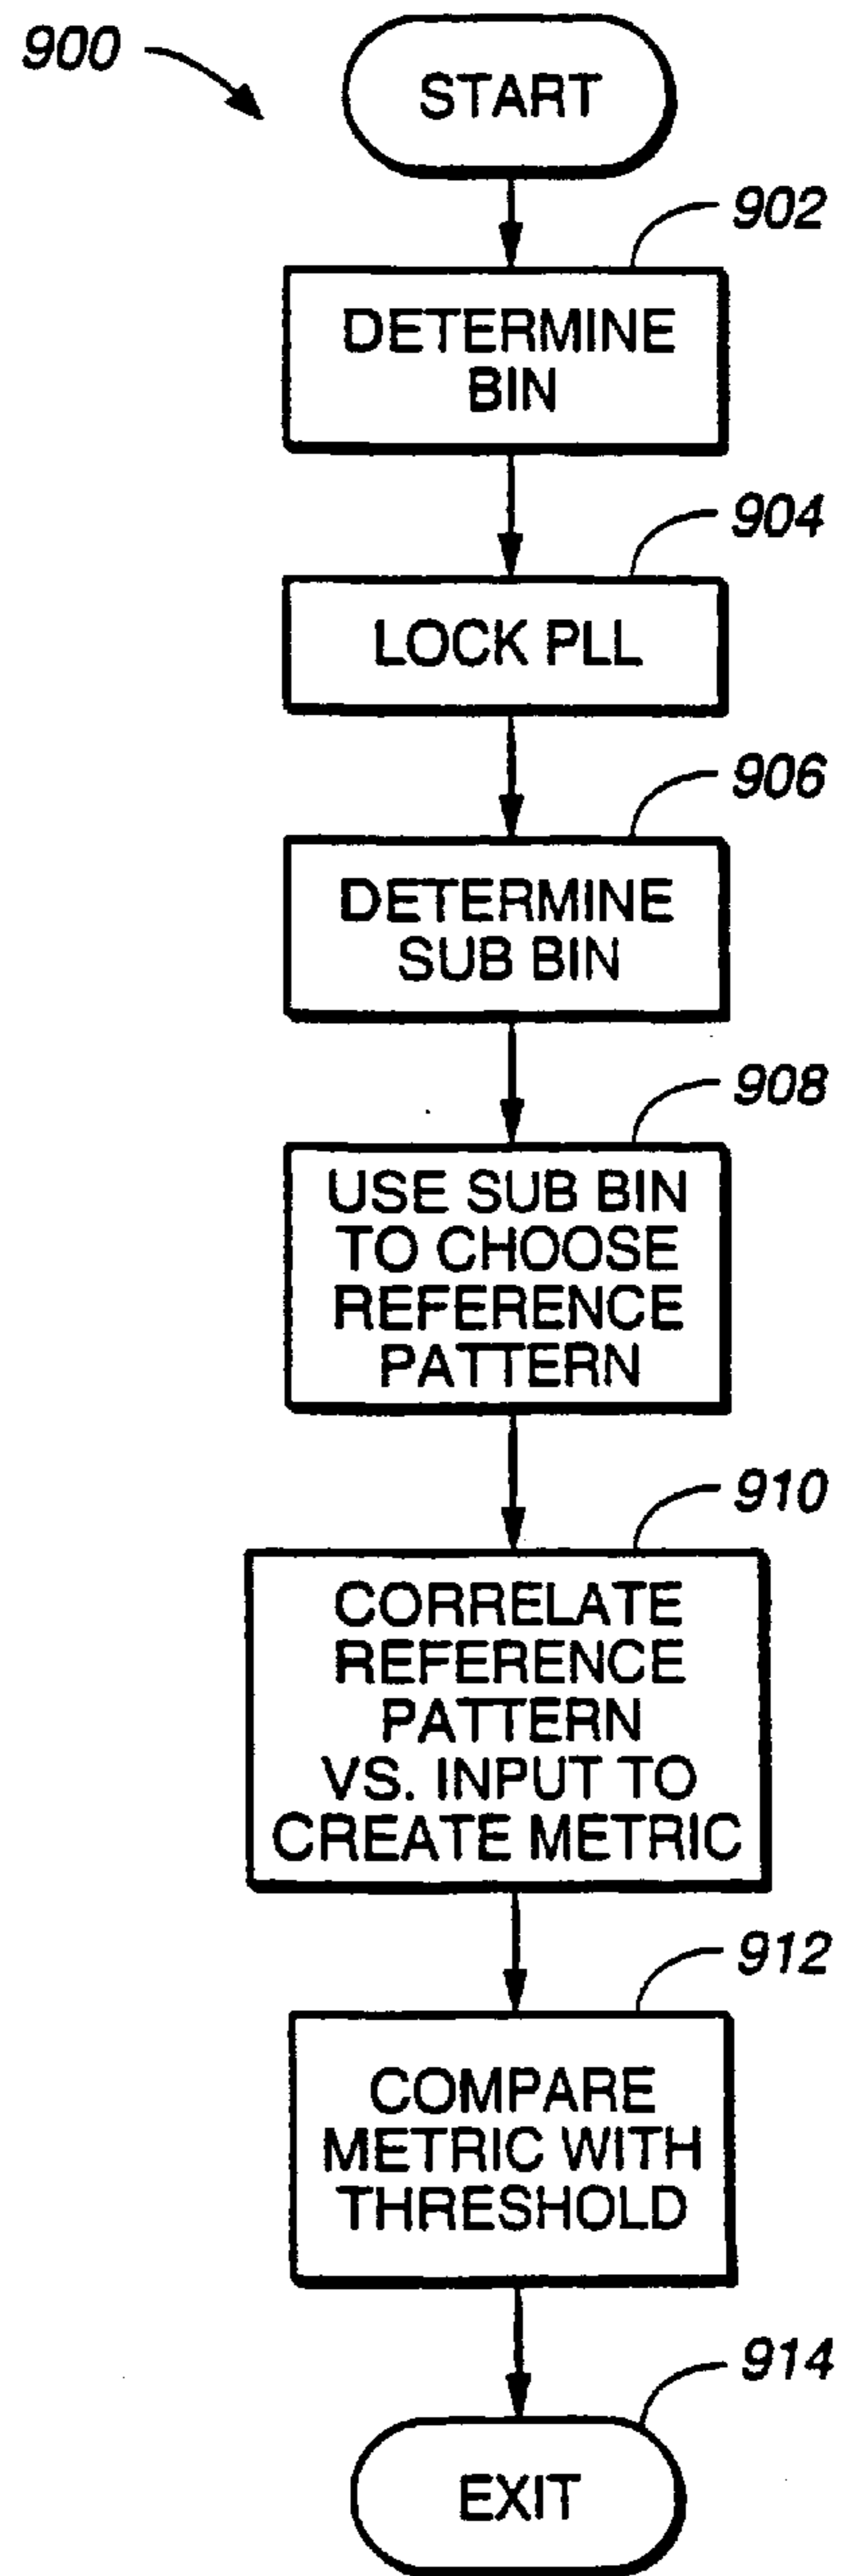 900
START
902
DETERMINE
BIN
904
LOCK PLL
906
DETERMINE
SUB BIN
908
USE SUB BIN
TO CHOOSE
REFERENCE
PATTERN
910
CORRELATE
REFERENCE
PATTERN
VS. INPUT TO
CREATE METRIC
912
COMPARE
METRIC WITH
THRESHOLD
914
EXIT